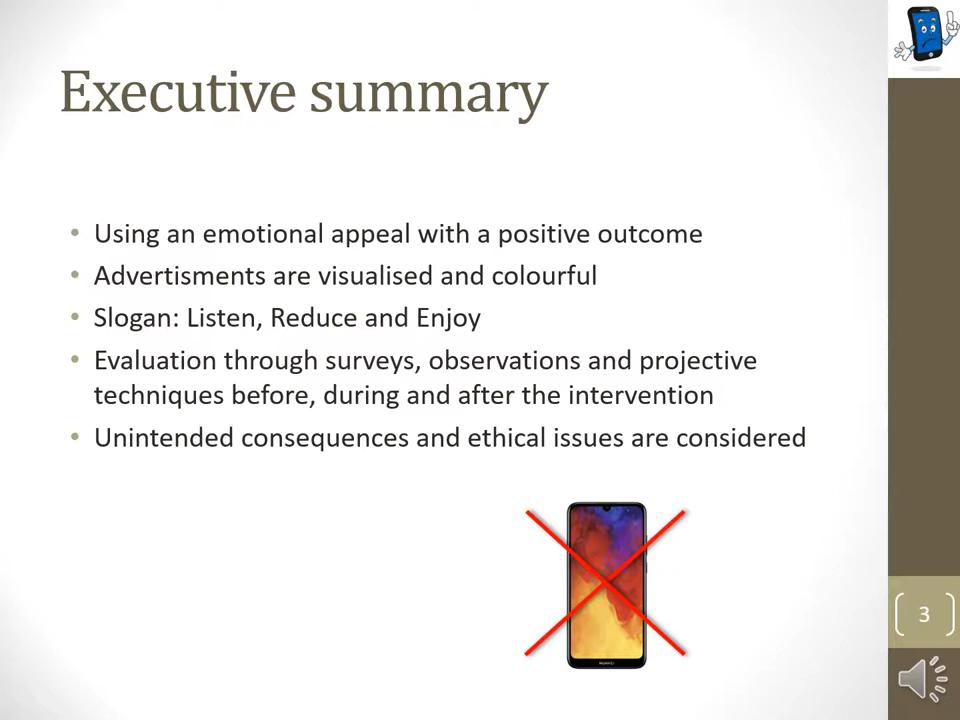 Executive summary
• Using an emotional appeal with a positive outcome
• Advertisments are visualised and colourful
• Slogan: Listen, Reduce and Enjoy
• Evaluation through surveys, observations and projective
techniques before, during and after the intervention
• Unintended consequences and ethical issues are considered
HUAWEI
3